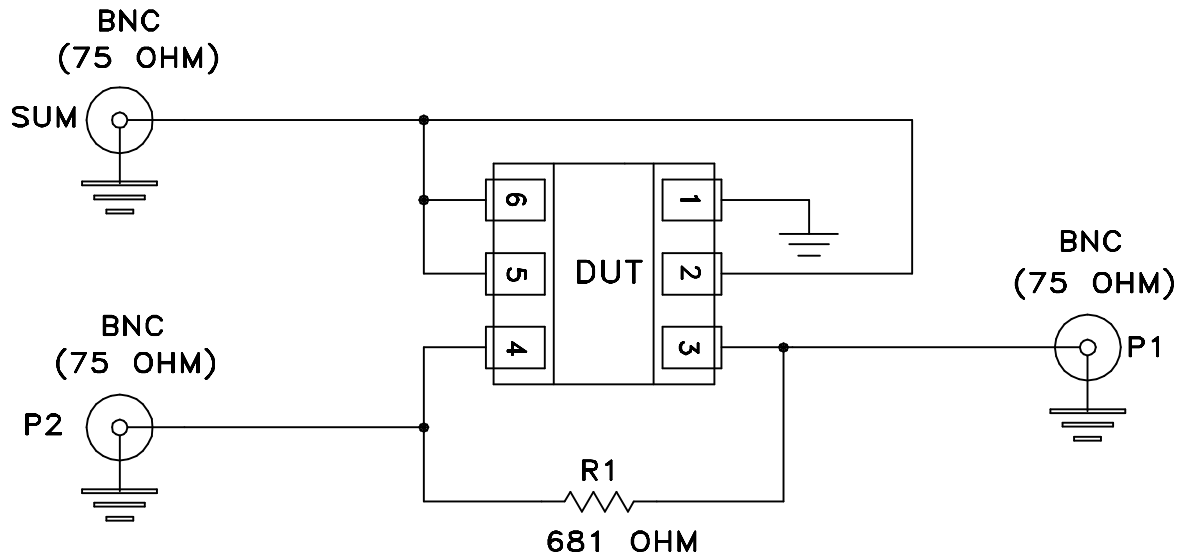 BNC
(75 OHM)
SUM
6
1
5
DUT
2
4
3
BNC
(75 OHM)
P1
BNC
(75 OHM)
P2
R1
681 OHM